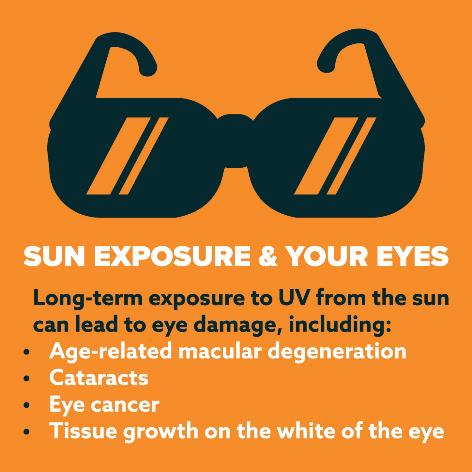 SUN EXPOSURE & YOUR EYES
Long-term exposure to UV from the sun
can lead to eye damage, including:
• Age-related macular degeneration
• Cataracts
• Eye cancer
• Tissue growth on the white of the eye